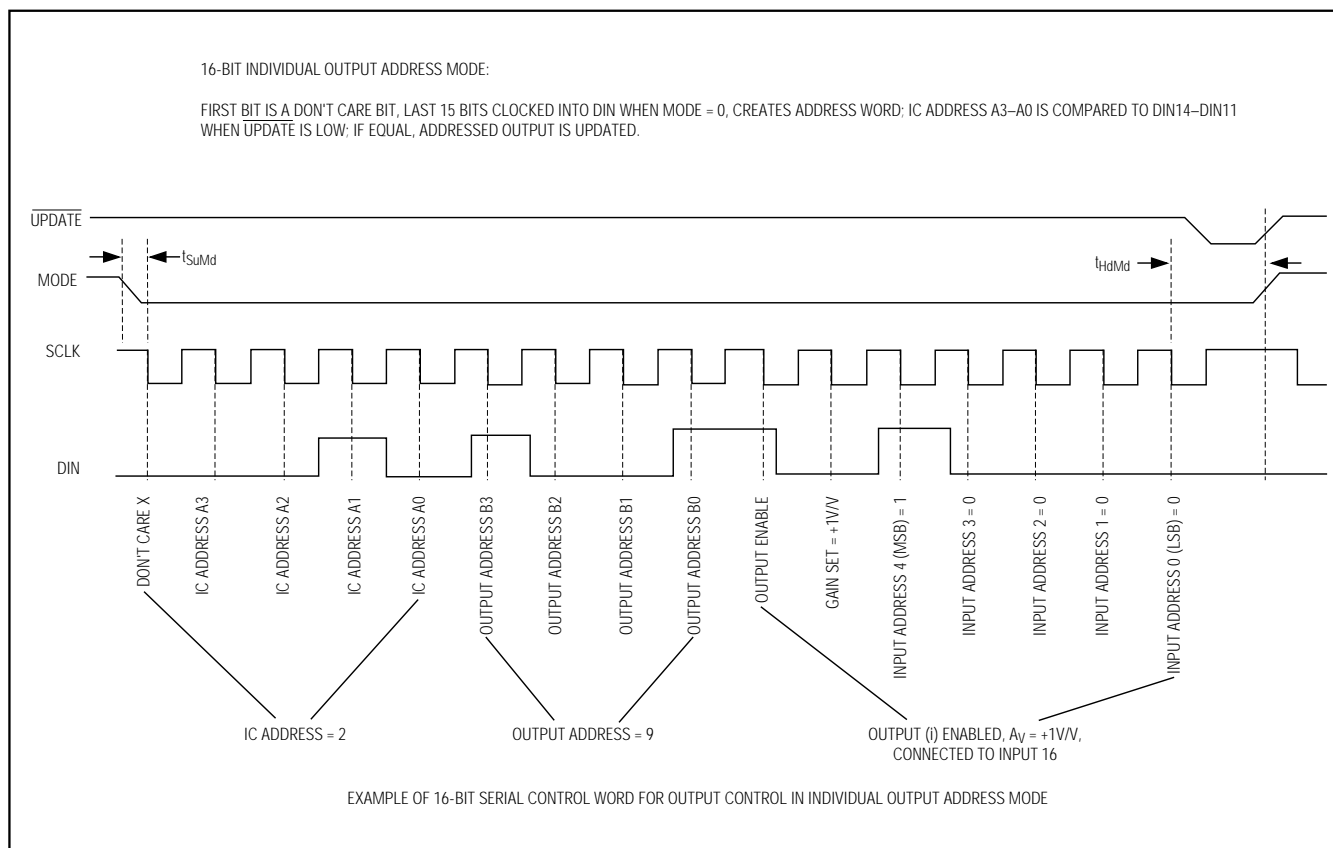 16-BIT INDIVIDUAL OUTPUT ADDRESS MODE:
FIRST BIT IS A DON'T CARE BIT, LAST 15 BITS CLOCKED INTO DIN WHEN MODE = 0, CREATES ADDRESS WORD; IC ADDRESS A3–A0 IS COMPARED TO DIN14–DIN11
WHEN UPDATE IS LOW; IF EQUAL, ADDRESSED OUTPUT IS UPDATED.
UPDATE
tSuMd
tHdMd
MODE
SCLK
DIN
DON'T CARE X
IC ADDRESS A3
IC ADDRESS A2
IC ADDRESS A1
IC ADDRESS A0
OUTPUT ADDRESS B3
OUTPUT ADDRESS B2
OUTPUT ADDRESS B1
OUTPUT ADDRESS B0
OUTPUT ENABLE
GAIN SET = +1V/V
INPUT ADDRESS 4 (MSB) = 1
INPUT ADDRESS 3 = 0
INPUT ADDRESS 2 = 0
INPUT ADDRESS 1 = 0
INPUT ADDRESS 0 (LSB) = 0
IC ADDRESS = 2
OUTPUT ADDRESS = 9
OUTPUT (i) ENABLED, AV = +1V/V,
CONNECTED TO INPUT 16
EXAMPLE OF 16-BIT SERIAL CONTROL WORD FOR OUTPUT CONTROL IN INDIVIDUAL OUTPUT ADDRESS MODE